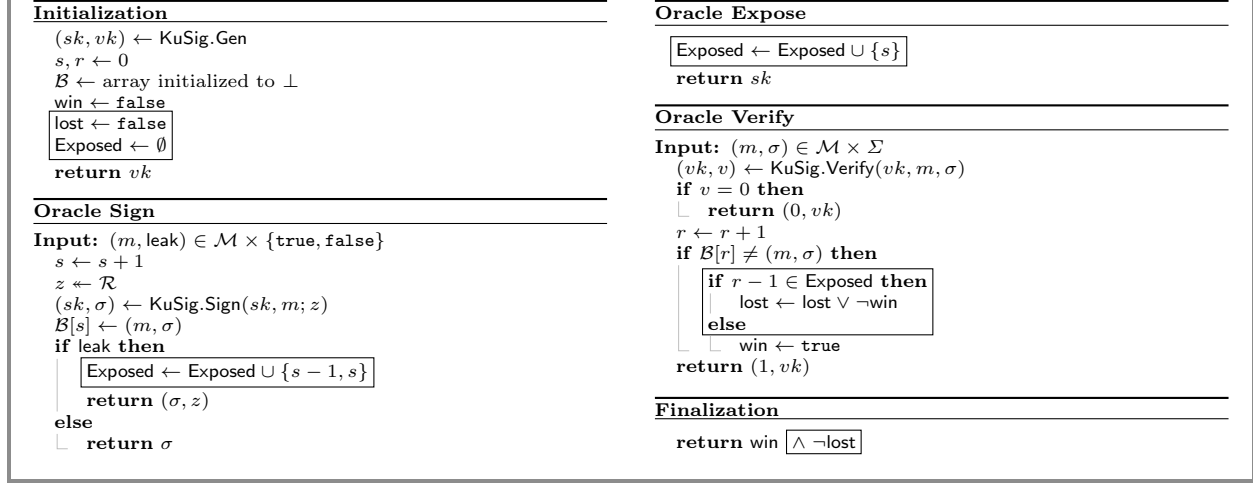 Initialization
(sk, vk) ← KuSig.Gen
s, r ← 0
𝓑 ← array initialized to ⊥
win ← false
lost ← false
Exposed ← ∅
return vk
Oracle Sign
Input: (m, leak) ∈ 𝓜 × {true, false}
s ← s + 1
z ↞ 𝓡
(sk, σ) ← KuSig.Sign(sk, m; z)
𝓑[s] ← (m, σ)
if leak then
Exposed ← Exposed ∪ {s − 1, s}
return (σ, z)
else
return σ
Oracle Expose
Exposed ← Exposed ∪ {s}
return sk
Oracle Verify
Input: (m, σ) ∈ 𝓜 × Σ
(vk, v) ← KuSig.Verify(vk, m, σ)
if v = 0 then
return (0, vk)
r ← r + 1
if 𝓑[r] ≠ (m, σ) then
if r − 1 ∈ Exposed then
lost ← lost ∨ ¬win
else
win ← true
return (1, vk)
Finalization
return win ∧ ¬lost